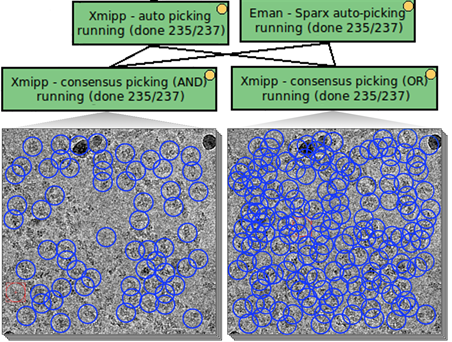 Xmipp - auto picking
running (done 235/237)
Eman - Sparx auto-picking
running (done 235/237)
Xmipp - consensus picking (AND)
running (done 235/237)
Xmipp - consensus picking (OR)
running (done 235/237)